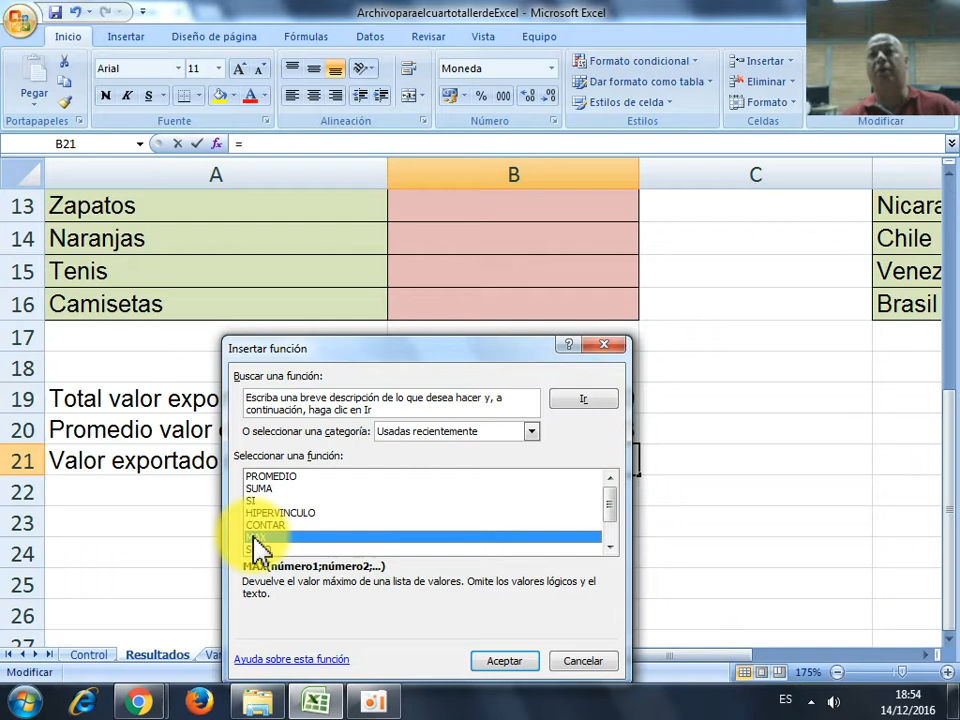 ArchivoparaelcuartotallerdeExcel - Microsoft Excel
Inicio Insertar Diseño de página Fórmulas Datos Revisar Vista Equipo
Pegar
Arial 11
N K S
Moneda
% 000
Formato condicional
Dar formato como tabla
Estilos de celda
Insertar
Eliminar
Formato
Portapapeles Fuente Alineación Número Estilos Celdas Modificar
B21 fx =
A B C
13 Zapatos Nicara
14 Naranjas Chile
15 Tenis Venez
16 Camisetas Brasil
17
18
19 Total valor expo
20 Promedio valor
21 Valor exportado
22
23
24
25
26
27
Insertar función
Buscar una función:
Escriba una breve descripción de lo que desea hacer y, a
continuación, haga clic en Ir
Ir
O seleccionar una categoría: Usadas recientemente
Seleccionar una función:
PROMEDIO
SUMA
SI
HIPERVINCULO
CONTAR
MAX
MAX(número1;número2;...)
Devuelve el valor máximo de una lista de valores. Omite los valores lógicos y el
texto.
Ayuda sobre esta función
Aceptar Cancelar
Control Resultados
Modificar 175%
ES 18:54
14/12/2016